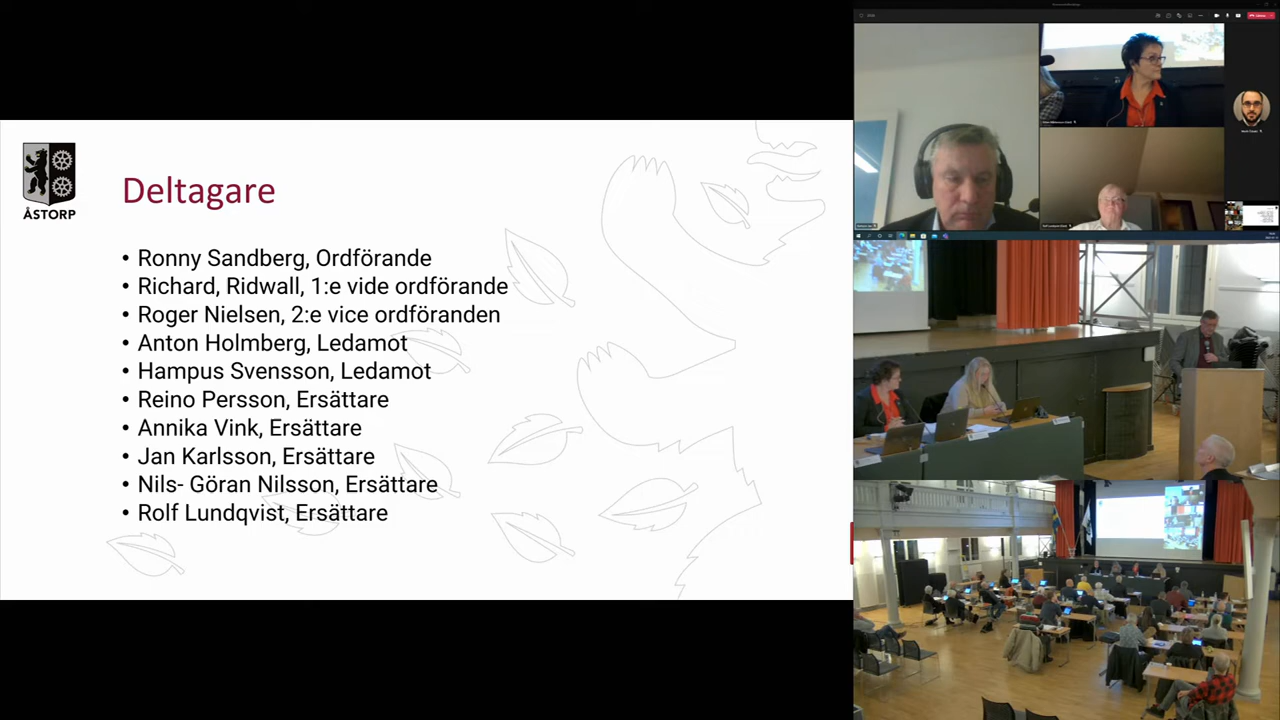 ÅSTORP
Deltagare
• Ronny Sandberg, Ordförande
• Richard, Ridwall, 1:e vide ordförande
• Roger Nielsen, 2:e vice ordföranden
• Anton Holmberg, Ledamot
• Hampus Svensson, Ledamot
• Reino Persson, Ersättare
• Annika Vink, Ersättare
• Jan Karlsson, Ersättare
• Nils- Göran Nilsson, Ersättare
• Rolf Lundqvist, Ersättare